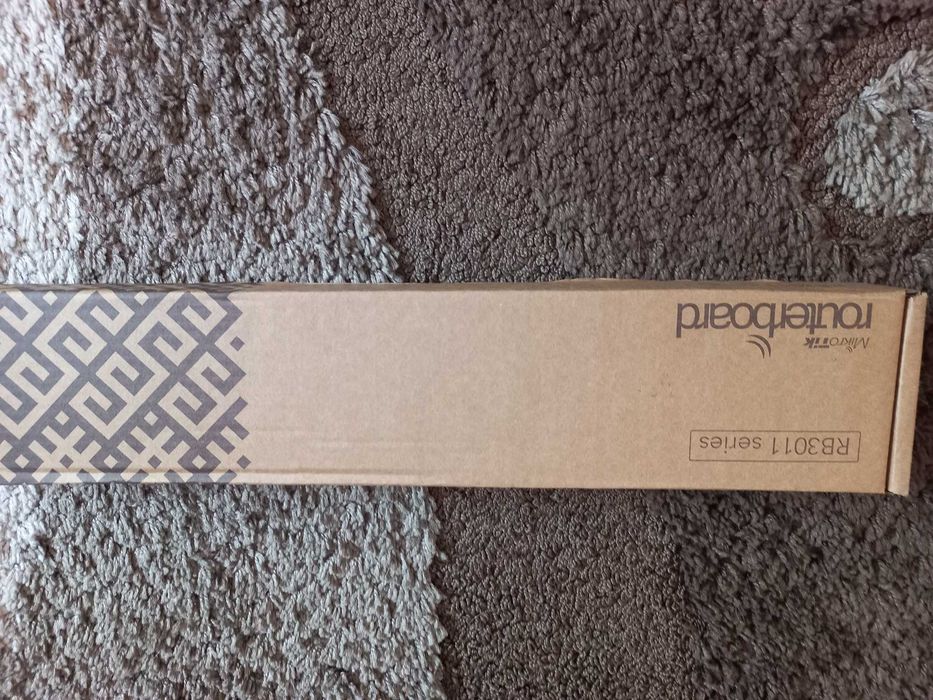 MikroTik
routerboard
RB3011 series